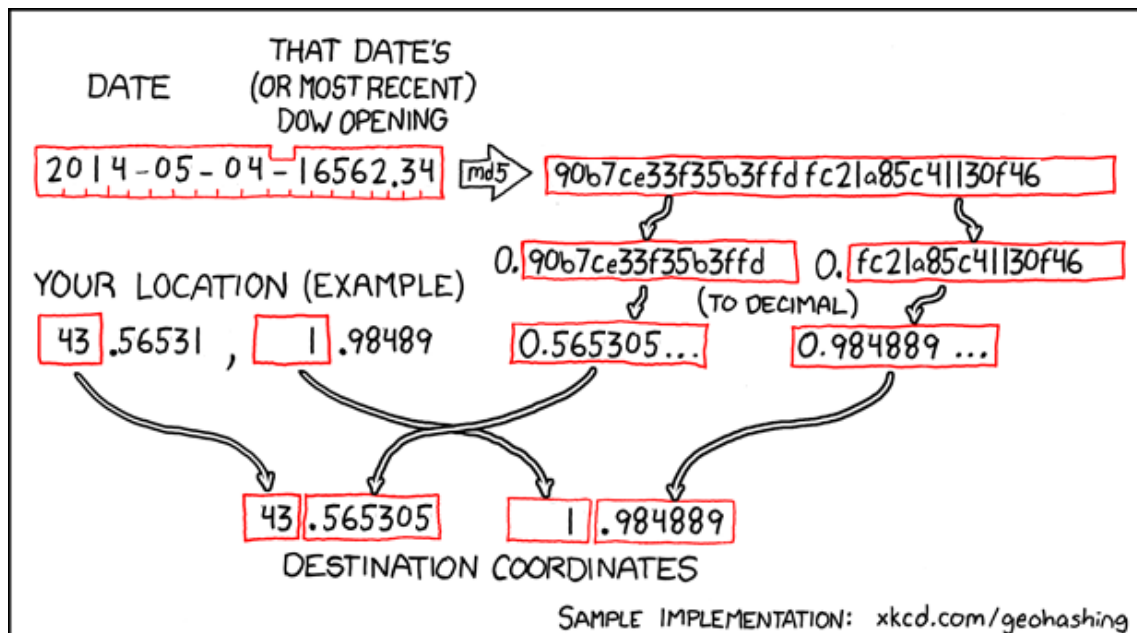 DATE
THAT DATE'S
(OR MOST RECENT)
DOW OPENING
2014-05-04-16562.34
md5
90b7ce33f35b3ffdfc21a85c41130f46
0.90b7ce33f35b3ffd
0.fc21a85c41130f46
(TO DECIMAL)
YOUR LOCATION (EXAMPLE)
43.56531, 1.98489
0.565305...
0.984889 ...
43.565305
1.984889
DESTINATION COORDINATES
SAMPLE IMPLEMENTATION: xkcd.com/geohashing